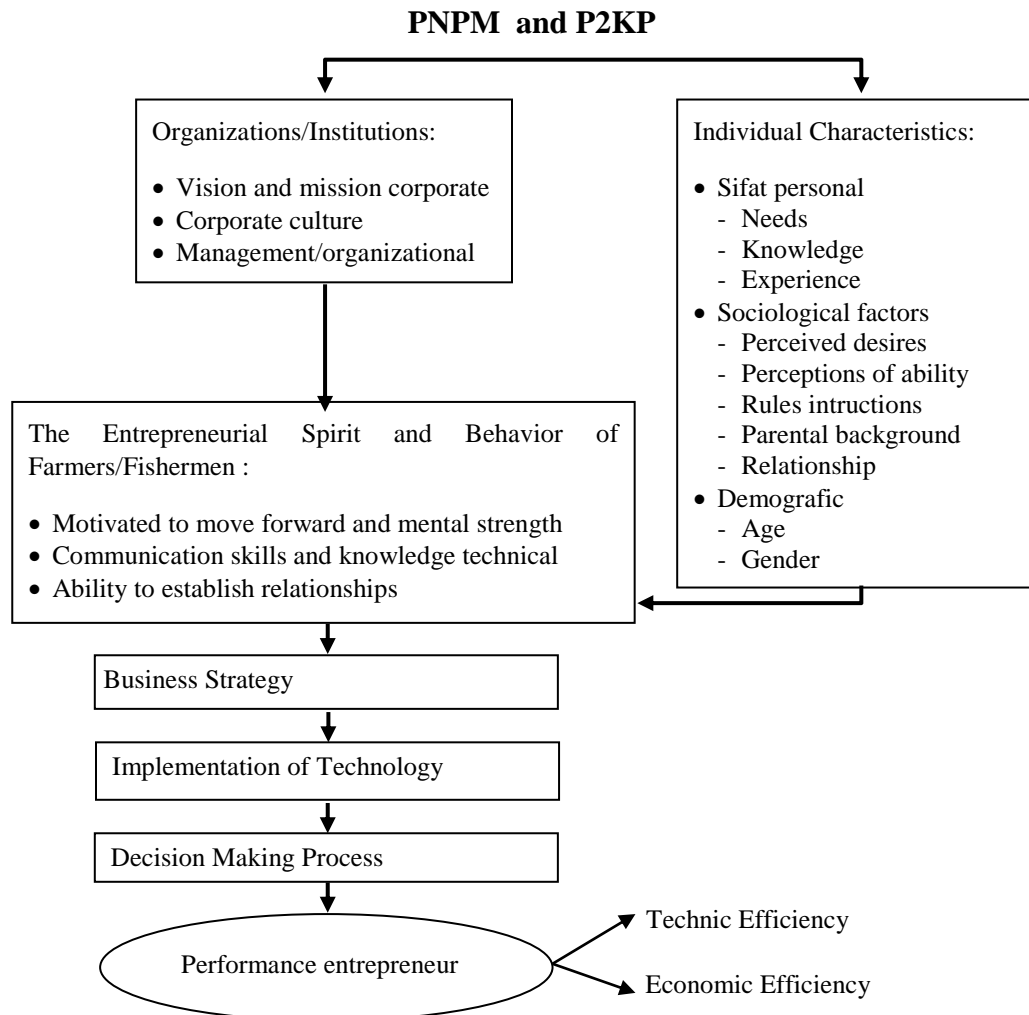 PNPM and P2KP
Organizations/Institutions:
• Vision and mission corporate
• Corporate culture
• Management/organizational
Individual Characteristics:
• Sifat personal
- Needs
- Knowledge
- Experience
• Sociological factors
- Perceived desires
- Perceptions of ability
- Rules intructions
- Parental background
- Relationship
• Demografic
- Age
- Gender
The Entrepreneurial Spirit and Behavior of
Farmers/Fishermen :
• Motivated to move forward and mental strength
• Communication skills and knowledge technical
• Ability to establish relationships
Business Strategy
Implementation of Technology
Decision Making Process
Performance entrepreneur
Technic Efficiency
Economic Efficiency